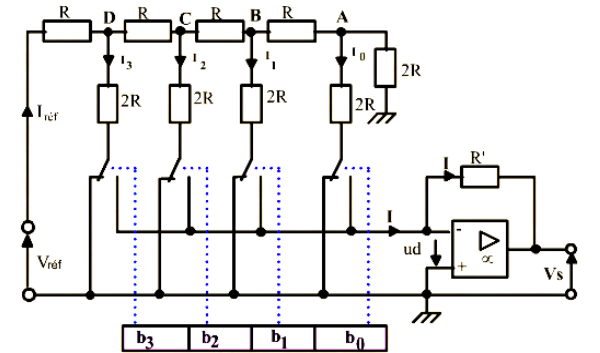 R D R C R B R A
I3 I2 I1 I0
2R 2R 2R 2R 2R
Iréf
I R'
I
ud - ▷ ∞
+
Vréf Vs
b3 b2 b1 b0